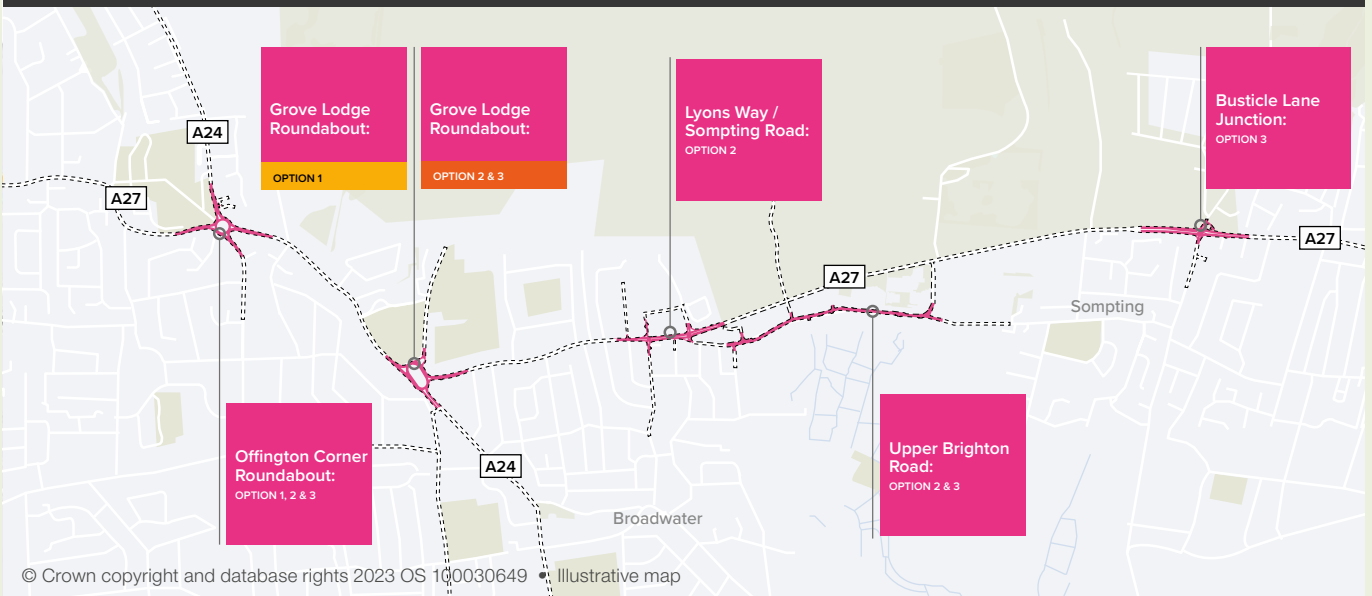 A24
A27
Grove Lodge
Roundabout:
OPTION 1
Grove Lodge
Roundabout:
OPTION 2 & 3
Lyons Way /
Sompting Road:
OPTION 2
Busticle Lane
Junction:
OPTION 3
A27
A27
Sompting
Offington Corner
Roundabout:
OPTION 1, 2 & 3
A24
Upper Brighton
Road:
OPTION 2 & 3
Broadwater
© Crown copyright and database rights 2023 OS 100030649 • Illustrative map